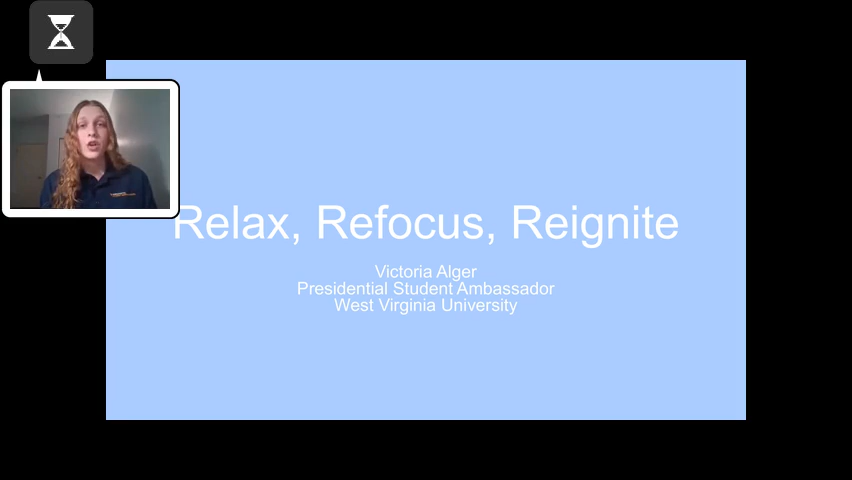 Relax, Refocus, Reignite
Victoria Alger
Presidential Student Ambassador
West Virginia University